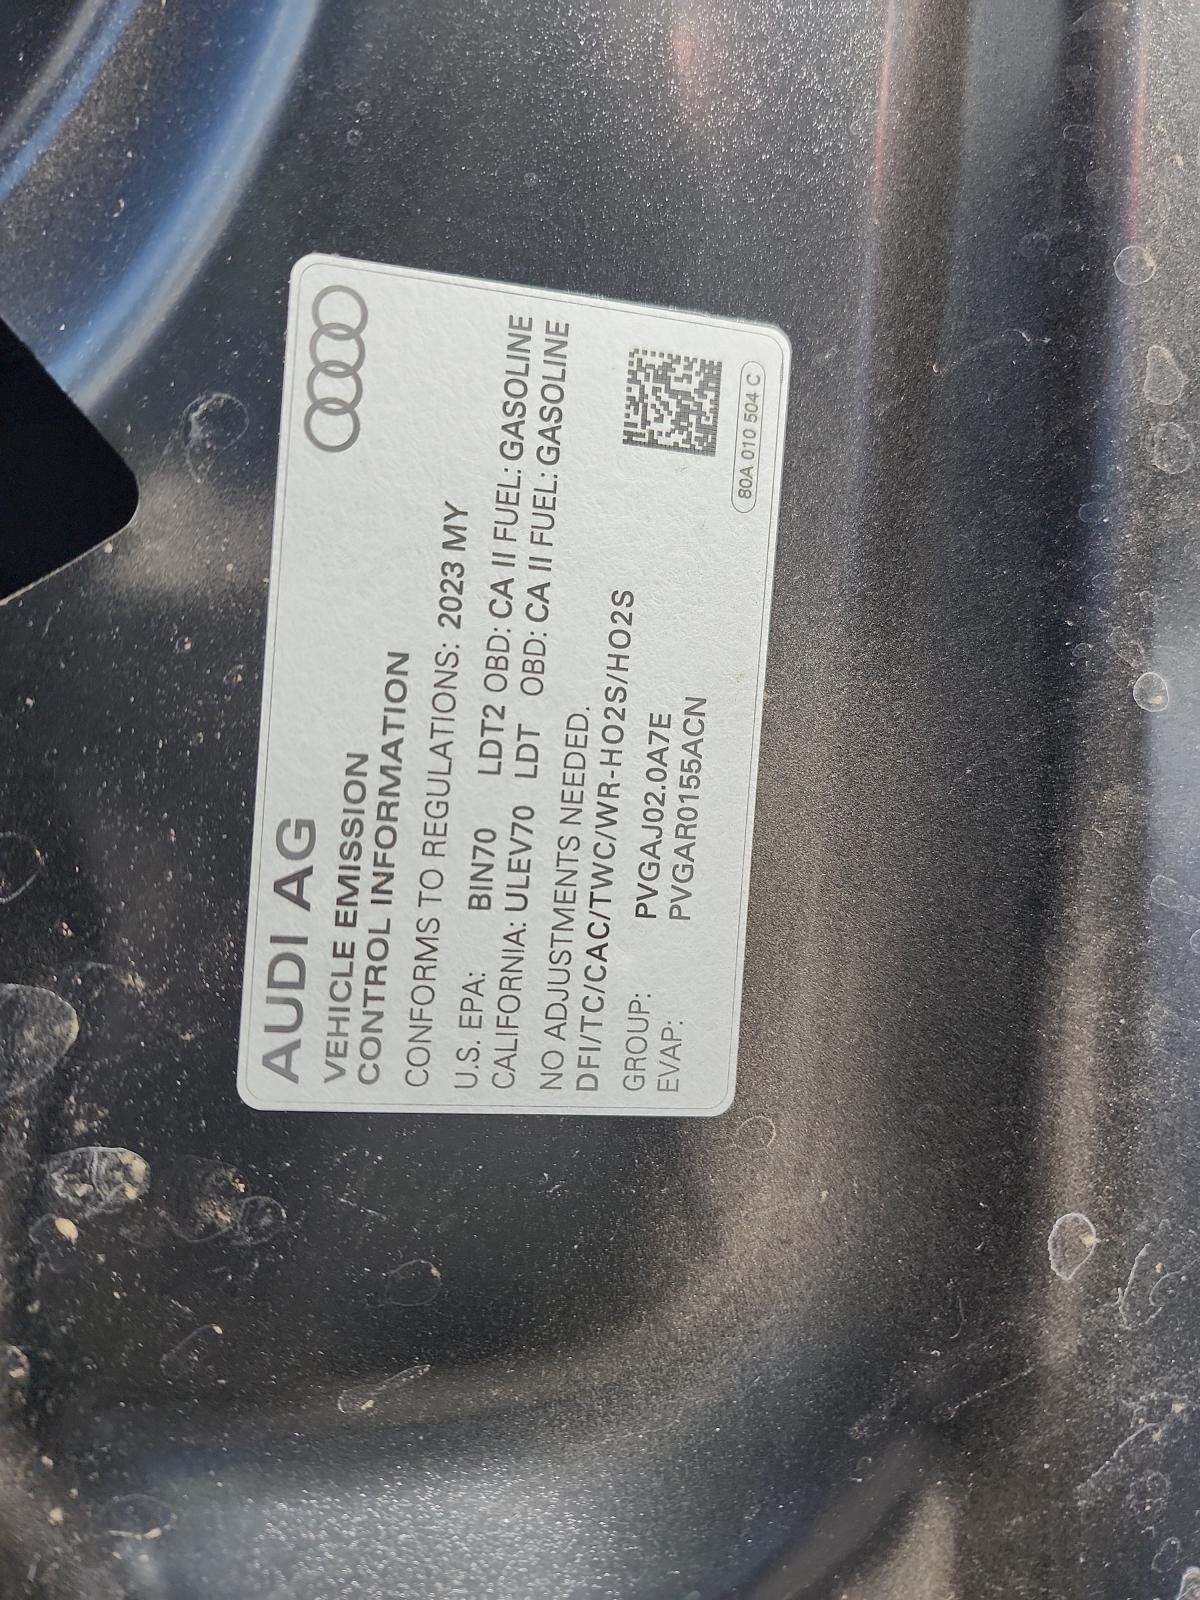 AUDI AG
VEHICLE EMISSION
CONTROL INFORMATION
CONFORMS TO REGULATIONS: 2023 MY
U.S. EPA: BIN70 LDT2 OBD: CA II FUEL: GASOLINE
CALIFORNIA: ULEV70 LDT OBD: CA II FUEL: GASOLINE
NO ADJUSTMENTS NEEDED.
DFI/TC/CAC/TWC/WR-HO2S/HO2S
GROUP: PVGAJ02.0A7E
EVAP: PVGAR0155ACN
80A 010 504 C